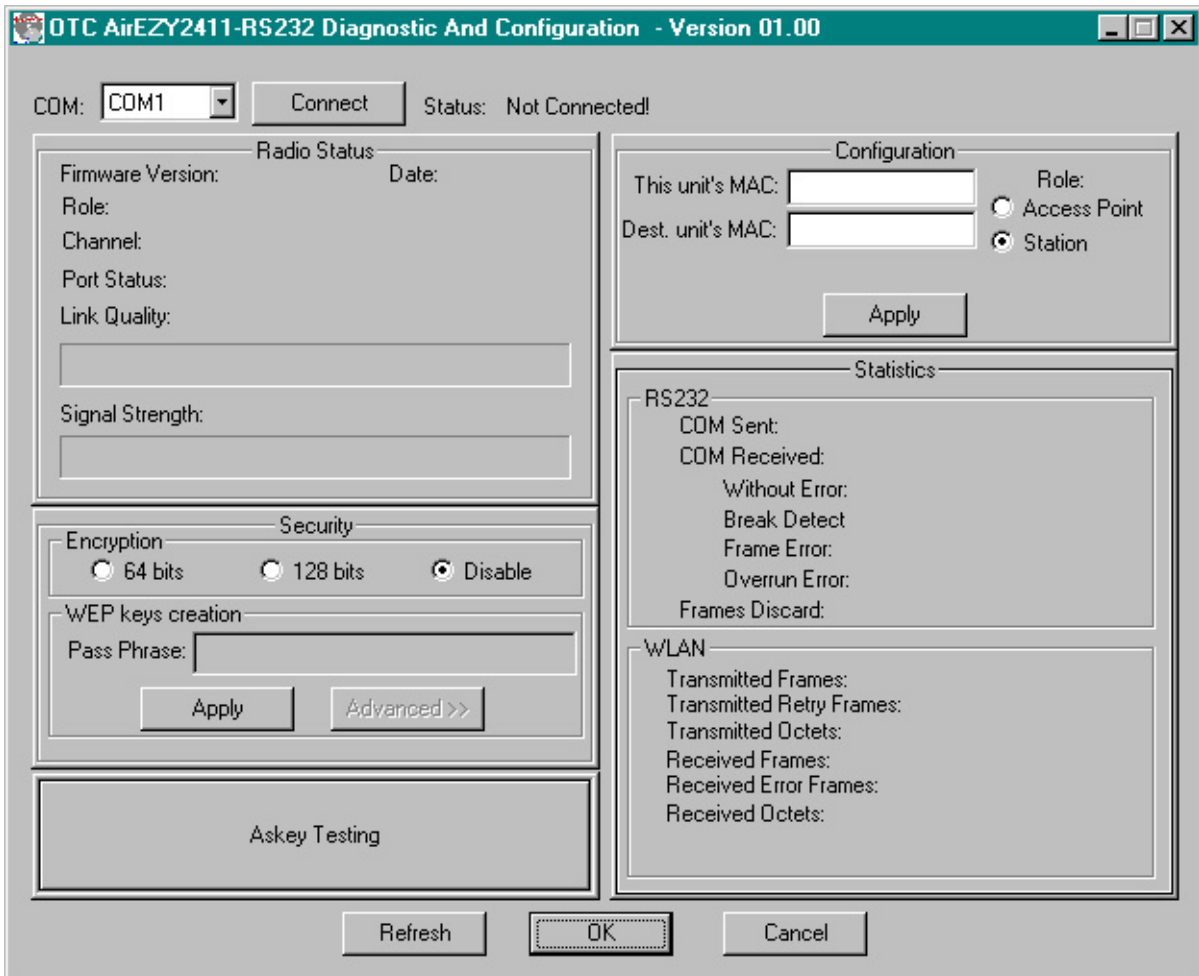 OTC AirEZY2411-RS232 Diagnostic And Configuration - Version 01.00
COM: COM1 Connect Status: Not Connected!
Radio Status
Firmware Version: Date:
Role:
Channel:
Port Status:
Link Quality:
Signal Strength:
Security
Encryption
64 bits 128 bits Disable
WEP keys creation
Pass Phrase:
Apply Advanced >>
Askey Testing
Configuration
This unit's MAC: Role:
Access Point
Dest. unit's MAC:
Station
Apply
Statistics
RS232
COM Sent:
COM Received:
Without Error:
Break Detect
Frame Error:
Overrun Error:
Frames Discard:
WLAN
Transmitted Frames:
Transmitted Retry Frames:
Transmitted Octets:
Received Frames:
Received Error Frames:
Received Octets:
Refresh OK Cancel